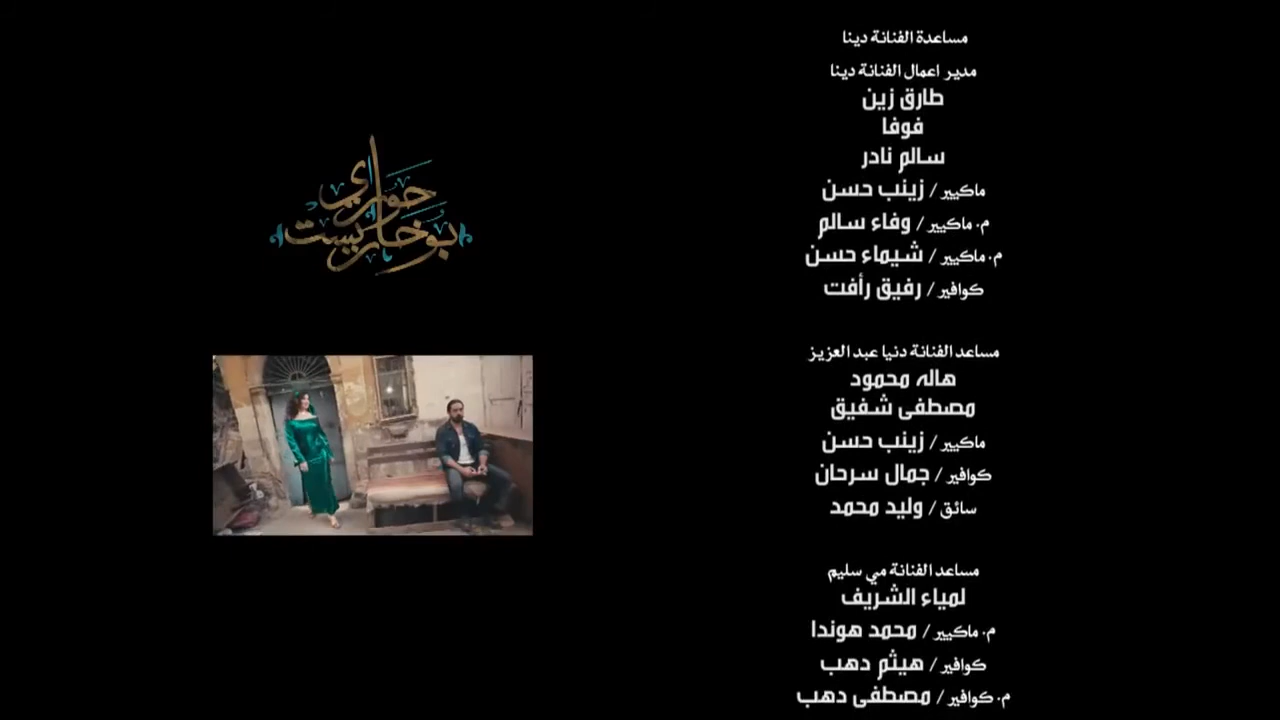 حواري
بوخارست
مساعدة الفنانة دينا
مدير اعمال الفنانة دينا
طارق زين
فوفا
سالم نادر
ماكيير / زينب حسن
م. ماكيير / وفاء سالم
م. ماكيير / شيماء حسن
كوافير / رفيق رأفت
مساعد الفنانة دنيا عبد العزيز
هاله محمود
مصطفى شفيق
ماكيير / زينب حسن
كوافير / جمال سرحان
سائق / وليد محمد
مساعد الفنانة مي سليم
لمياء الشريف
م. ماكيير / محمد هوندا
كوافير / هيثم دهب
م. كوافير / مصطفى دهب